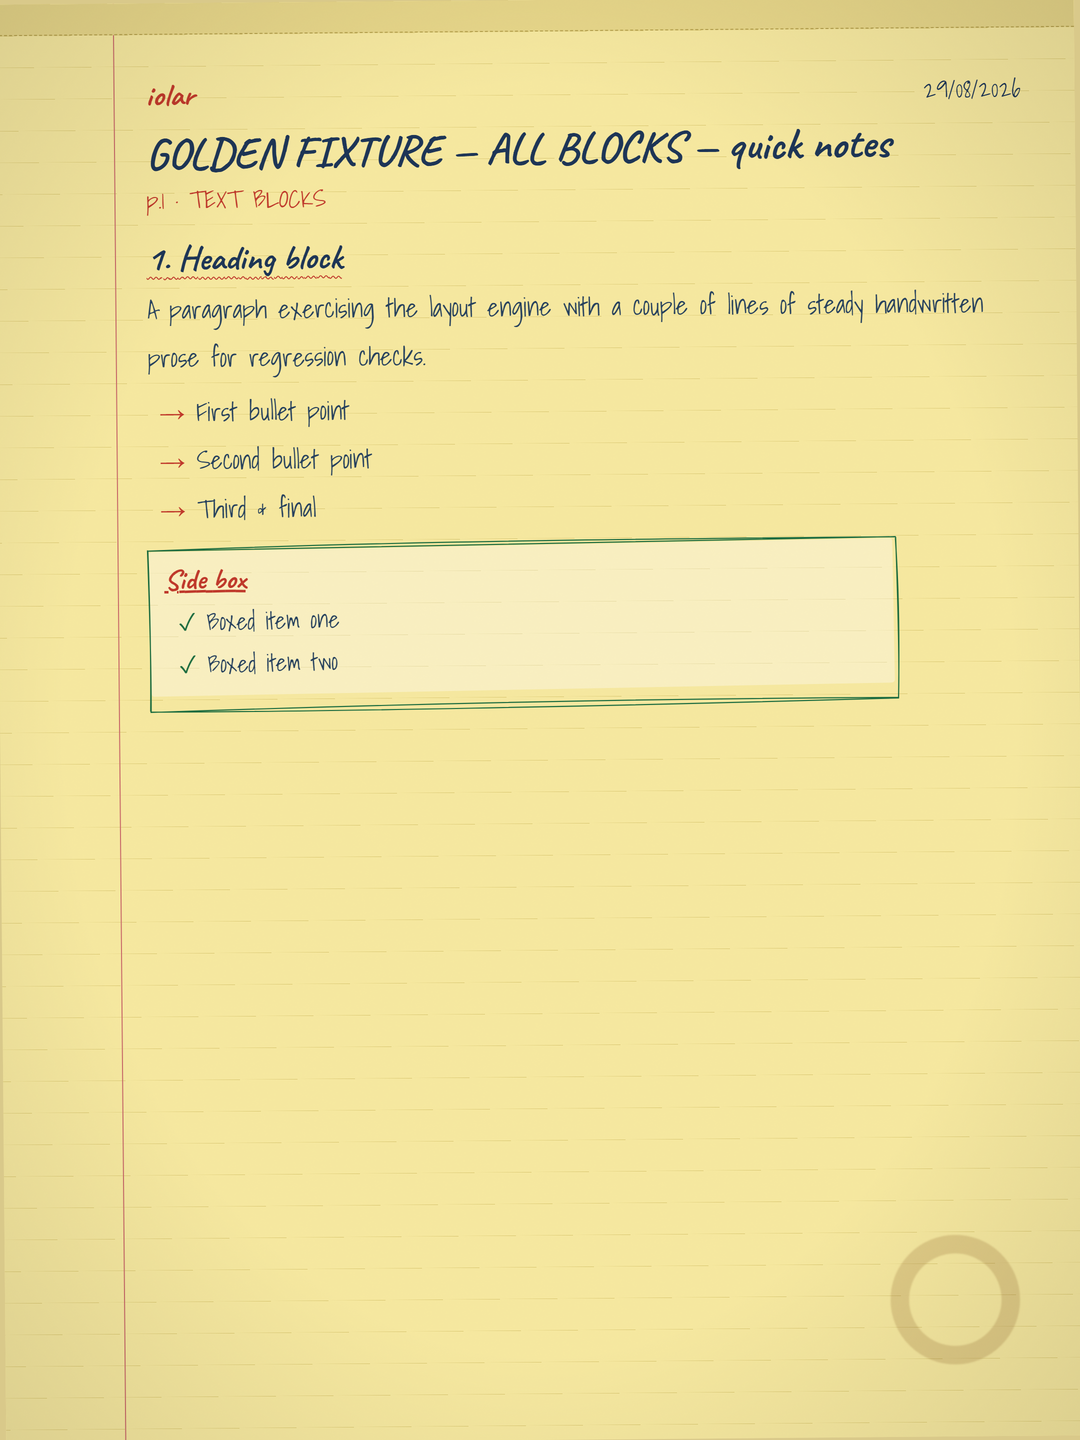 iolar
29/08/2026
GOLDEN FIXTURE – ALL BLOCKS – quick notes
p.1 · TEXT BLOCKS
1. Heading block
A paragraph exercising the layout engine with a couple of lines of steady handwritten
prose for regression checks.
→ First bullet point
→ Second bullet point
→ Third & final
Side box
✓ Boxed item one
✓ Boxed item two